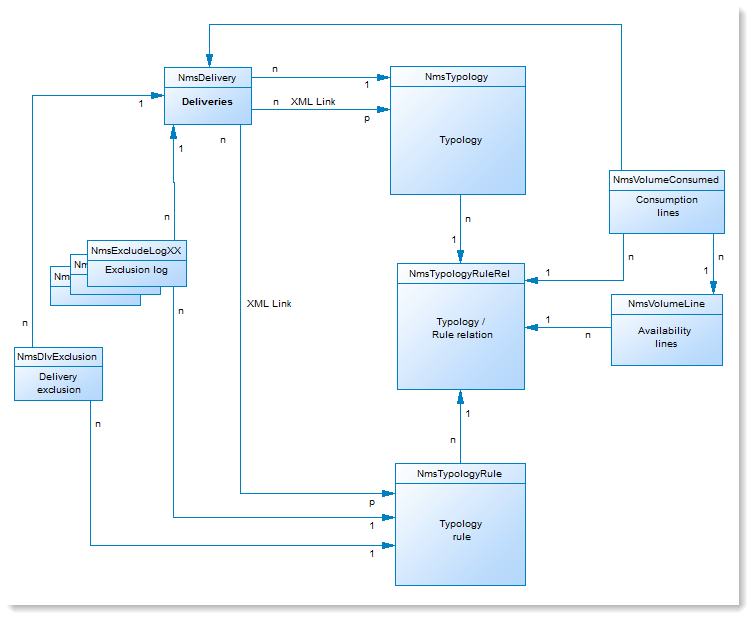 NmsDelivery
Deliveries
n
1
n XML Link
p
NmsTypology
Typology
1
n
1
n
NmsVolumeConsumed
Consumption
lines
n
n
1
n
1
NmsExcludeLogXX
Exclusion log
Nm
Nm
n
n
NmsTypologyRuleRel
Typology /
Rule relation
1
1
n
NmsVolumeLine
Availability
lines
XML Link
n
NmsDlvExclusion
Delivery
exclusion
n
1
n
NmsTypologyRule
Typology
rule
p
1
1